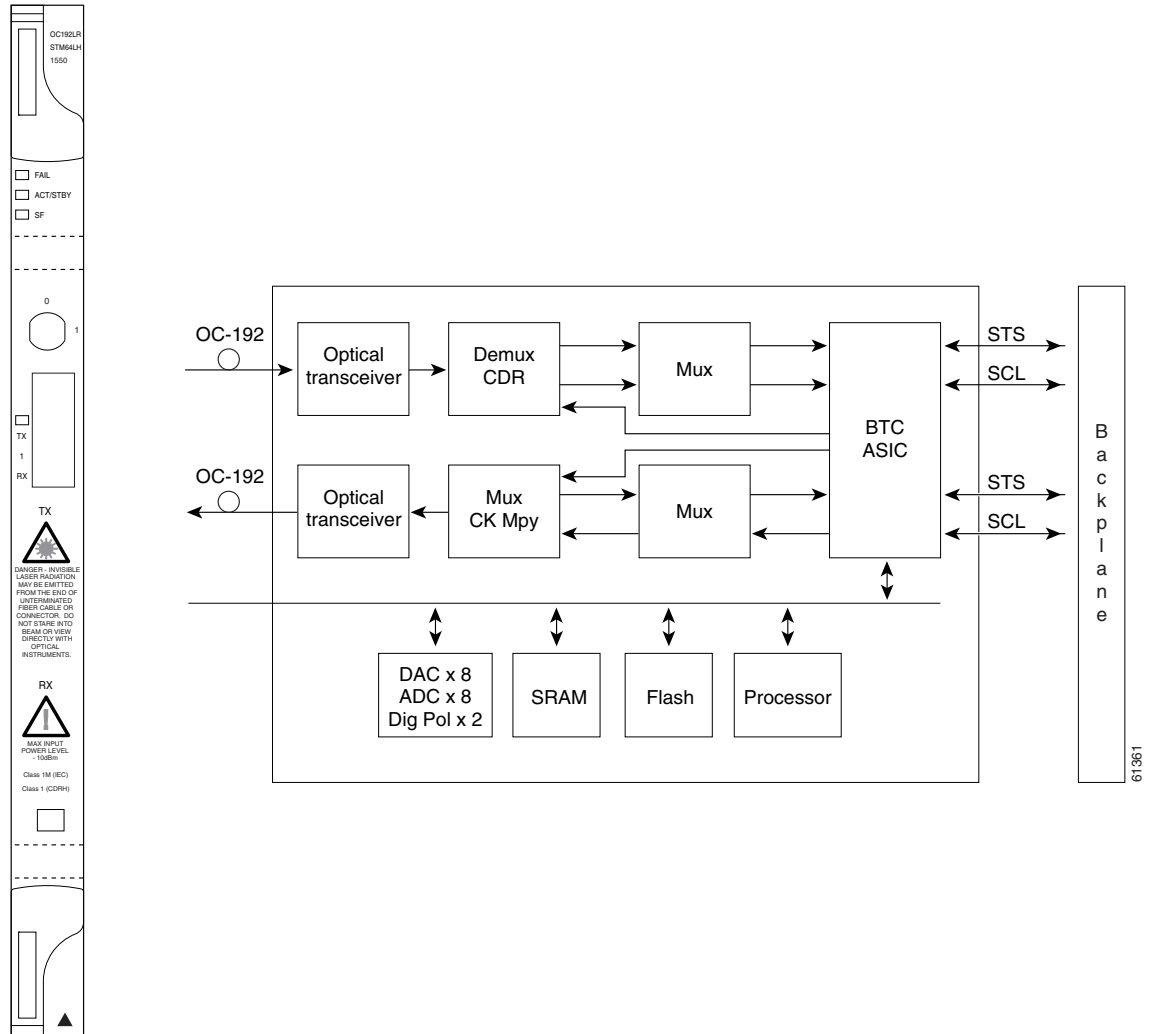 OC192LR
STM64LH
1550
FAIL
ACT/STBY
SF
0
1
TX
1
RX
TX
DANGER - INVISIBLE
LASER RADIATION
MAY BE EMITTED
FROM THE END OF
UNTERMINATED
FIBER CABLE OR
CONNECTOR. DO
NOT STARE INTO
BEAM OR VIEW
DIRECTLY WITH
OPTICAL
INSTRUMENTS.
RX
!
MAX INPUT
POWER LEVEL
- 10dBm
Class 1M (IEC)
Class 1 (CDRH)
OC-192
Optical
transceiver
Demux
CDR
Mux
BTC
ASIC
STS
SCL
OC-192
Optical
transceiver
Mux
CK Mpy
Mux
STS
SCL
DAC x 8
ADC x 8
Dig Pol x 2
SRAM
Flash
Processor
Backplane
61361